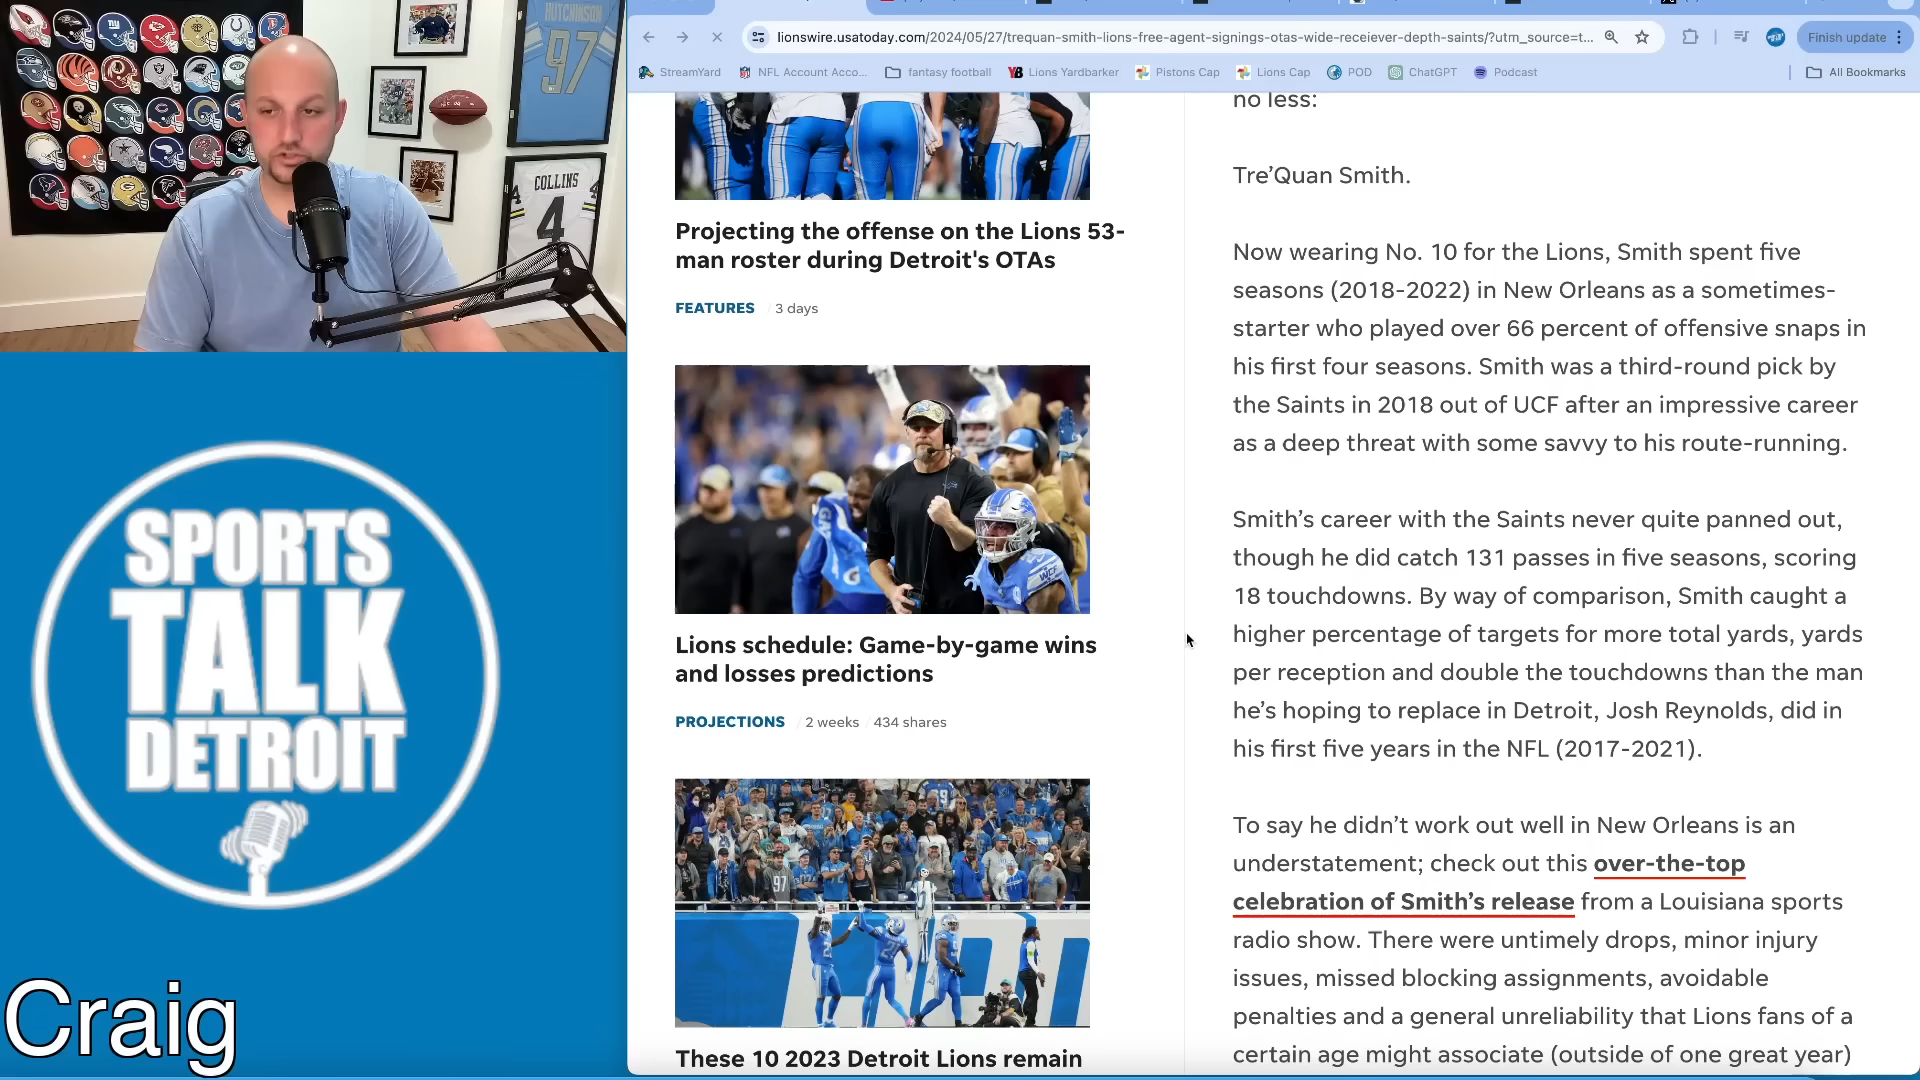 HUTCHINSON
97
COLLINS
4
4
SPORTS
TALK
DETROIT
Craig
lionswire.usatoday.com/2024/05/27/trequan-smith-lions-free-agent-signings-otas-wide-receiever-depth-saints/?utm_source=t...
Finish update
StreamYard
NFL Account Acco...
fantasy football
Lions Yardbarker
Pistons Cap
Lions Cap
POD
ChatGPT
Podcast
All Bookmarks
Projecting the offense on the Lions 53-
man roster during Detroit's OTAs
FEATURES 3 days
Lions schedule: Game-by-game wins
and losses predictions
PROJECTIONS 2 weeks 434 shares
These 10 2023 Detroit Lions remain
no less:
Tre’Quan Smith.
Now wearing No. 10 for the Lions, Smith spent five
seasons (2018-2022) in New Orleans as a sometimes-
starter who played over 66 percent of offensive snaps in
his first four seasons. Smith was a third-round pick by
the Saints in 2018 out of UCF after an impressive career
as a deep threat with some savvy to his route-running.
Smith’s career with the Saints never quite panned out,
though he did catch 131 passes in five seasons, scoring
18 touchdowns. By way of comparison, Smith caught a
higher percentage of targets for more total yards, yards
per reception and double the touchdowns than the man
he’s hoping to replace in Detroit, Josh Reynolds, did in
his first five years in the NFL (2017-2021).
To say he didn’t work out well in New Orleans is an
understatement; check out this over-the-top
celebration of Smith’s release from a Louisiana sports
radio show. There were untimely drops, minor injury
issues, missed blocking assignments, avoidable
penalties and a general unreliability that Lions fans of a
certain age might associate (outside of one great year)